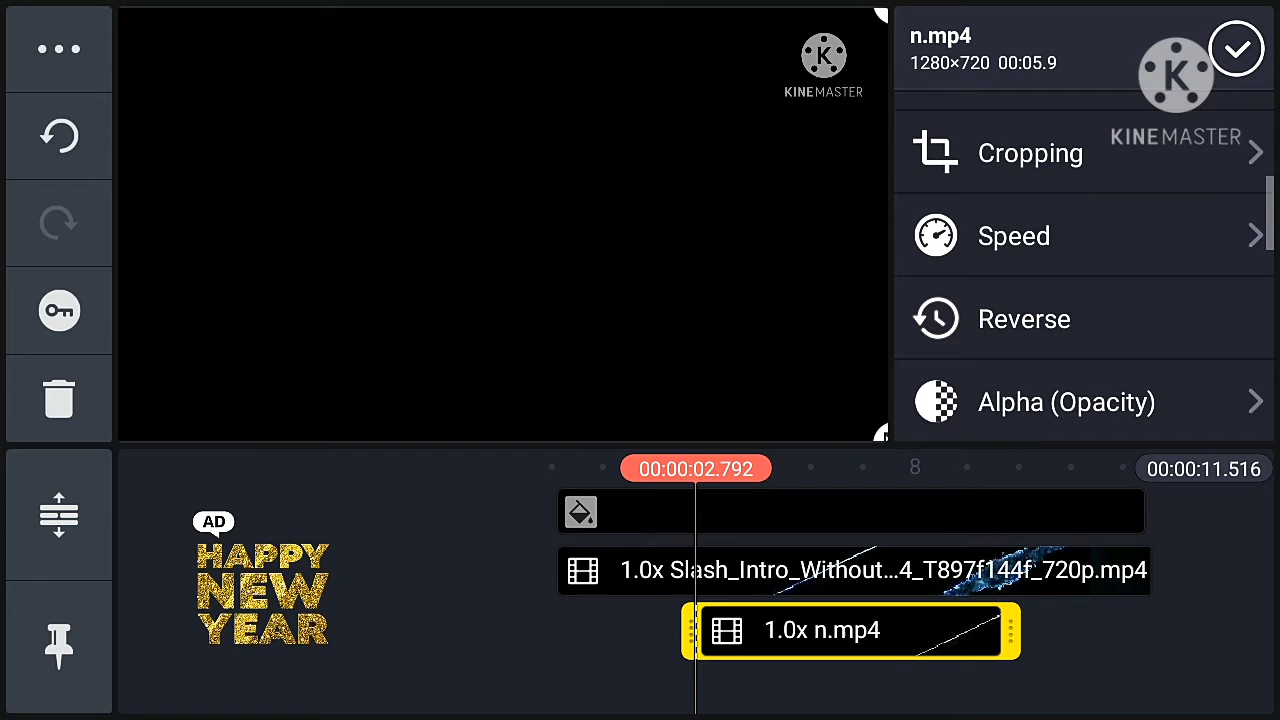 n.mp4
1280×720 00:05.9
KINEMASTER
KINEMASTER
Cropping
Speed
Reverse
Alpha (Opacity)
00:00:02.792
8
00:00:11.516
AD
HAPPY
NEW
YEAR
1.0x Slash_Intro_Without...4_T897f144f_720p.mp4
1.0x n.mp4